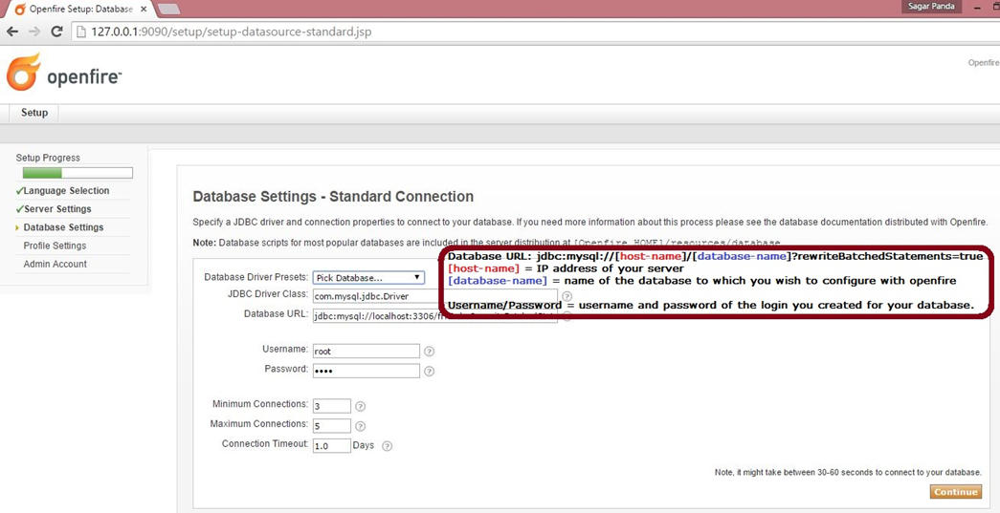 Openfire Setup: Database
Sagar Panda
127.0.0.1:9090/setup/setup-datasource-standard.jsp
openfire™
Openfire
Setup
Setup Progress
Language Selection
Server Settings
Database Settings
Profile Settings
Admin Account
Database Settings - Standard Connection
Specify a JDBC driver and connection properties to connect to your database. If you need more information about this process please see the database documentation distributed with Openfire.
Note: Database scripts for most popular databases are included in the server distribution at [Openfire_HOME]/resources/database
Database URL: jdbc:mysql://[host-name]/[database-name]?rewriteBatchedStatements=true
[host-name] = IP address of your server
[database-name] = name of the database to which you wish to configure with openfire
Username/Password = username and password of the login you created for your database.
Database Driver Presets: Pick Database...
JDBC Driver Class: com.mysql.jdbc.Driver
Database URL: jdbc:mysql://localhost:3306/
Username: root
Password: ••••
Minimum Connections: 3
Maximum Connections: 5
Connection Timeout: 1.0 Days
Note, it might take between 30-60 seconds to connect to your database.
Continue